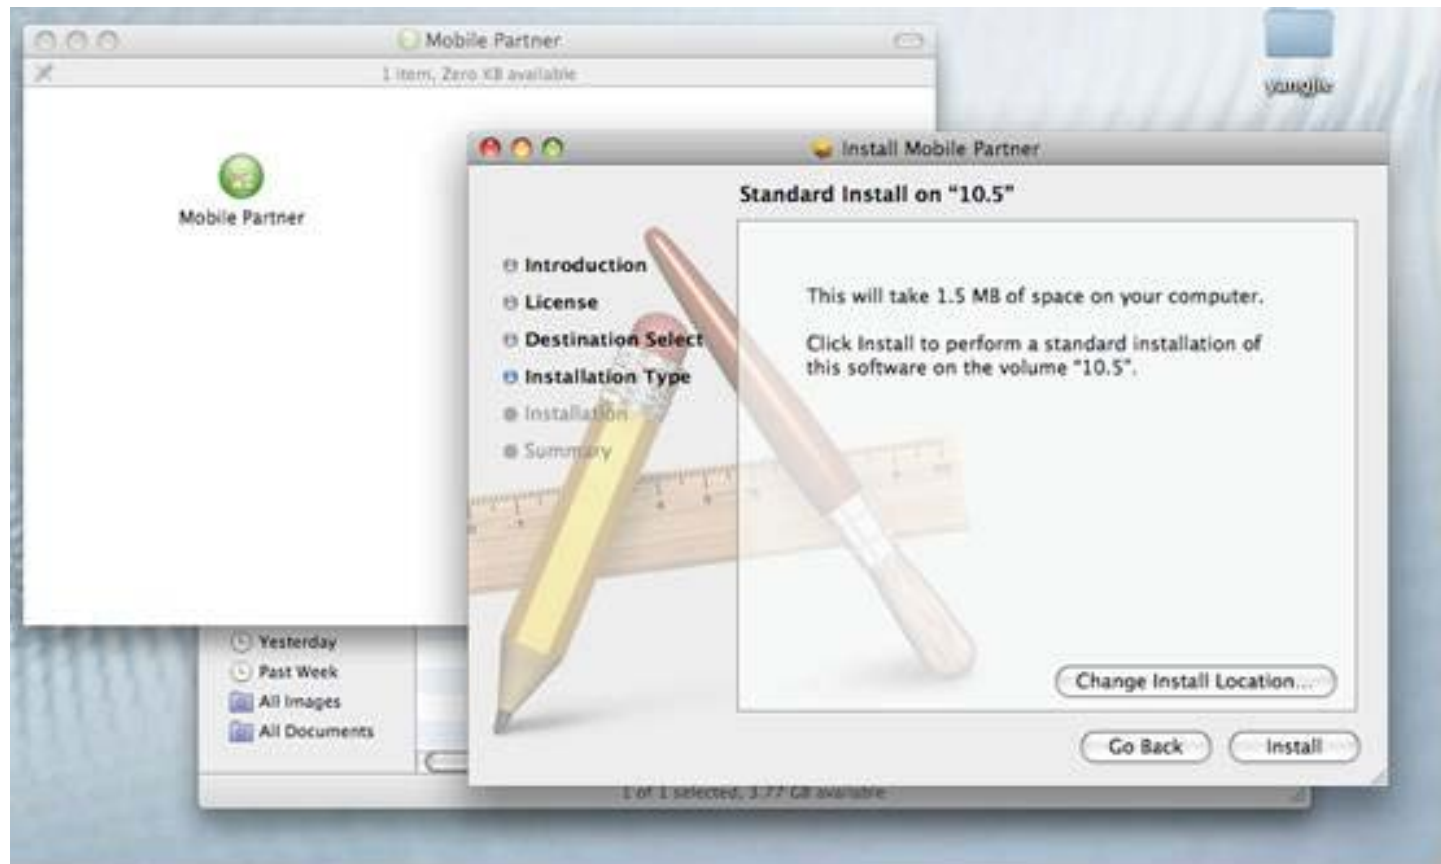 Mobile Partner
1 item, Zero KB available
yangjie
Mobile Partner
Install Mobile Partner
Standard Install on “10.5”
Introduction
License
Destination Select
Installation Type
Installation
Summary
This will take 1.5 MB of space on your computer.
Click Install to perform a standard installation of
this software on the volume “10.5”.
Change Install Location...
Go Back
Install
Yesterday
Past Week
All Images
All Documents
1 of 1 selected, 3.77 GB available